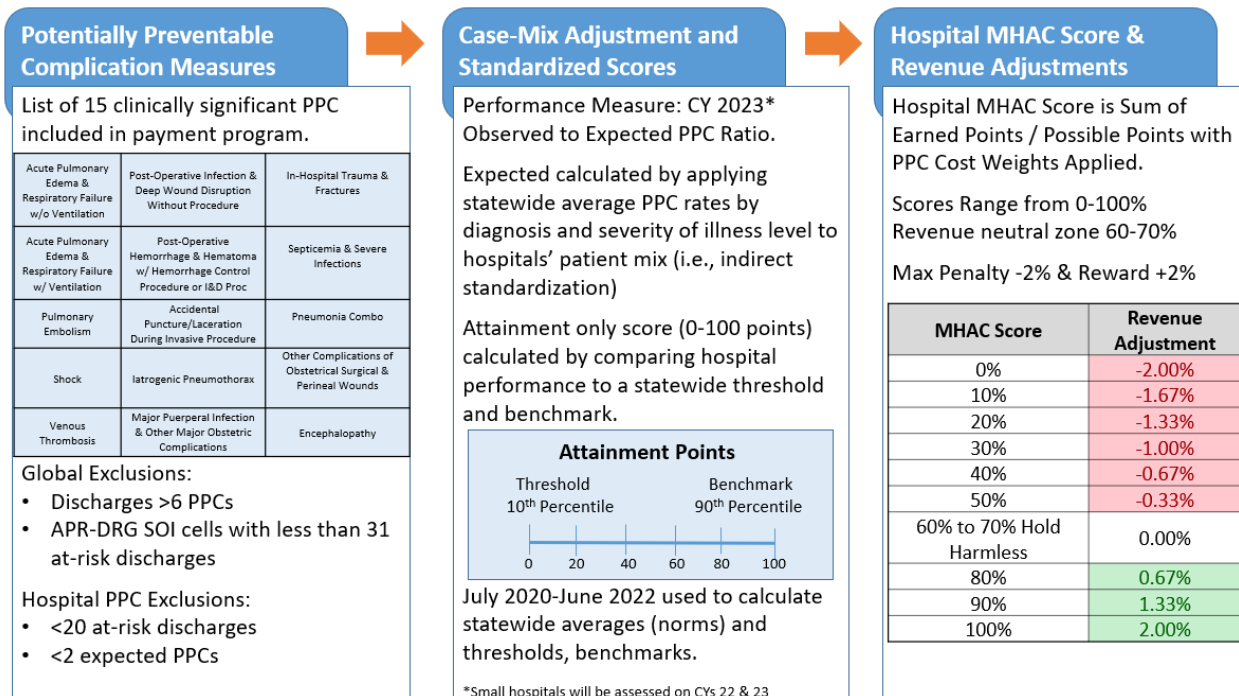 Potentially Preventable
Complication Measures
List of 15 clinically significant PPC
included in payment program.
Acute Pulmonary
Edema &
Respiratory Failure
w/o Ventilation
Post-Operative Infection &
Deep Wound Disruption
Without Procedure
In-Hospital Trauma &
Fractures
Acute Pulmonary
Edema &
Respiratory Failure
w/ Ventilation
Post-Operative
Hemorrhage & Hematoma
w/ Hemorrhage Control
Procedure or I&D Proc
Septicemia & Severe
Infections
Pulmonary
Embolism
Accidental
Puncture/Laceration
During Invasive Procedure
Pneumonia Combo
Shock
Iatrogenic Pneumothorax
Other Complications of
Obstetrical Surgical &
Perineal Wounds
Venous
Thrombosis
Major Puerperal Infection
& Other Major Obstetric
Complications
Encephalopathy
Global Exclusions:
• Discharges >6 PPCs
• APR-DRG SOI cells with less than 31
at-risk discharges
Hospital PPC Exclusions:
• <20 at-risk discharges
• <2 expected PPCs
Case-Mix Adjustment and
Standardized Scores
Performance Measure: CY 2023*
Observed to Expected PPC Ratio.
Expected calculated by applying
statewide average PPC rates by
diagnosis and severity of illness level to
hospitals' patient mix (i.e., indirect
standardization)
Attainment only score (0-100 points)
calculated by comparing hospital
performance to a statewide threshold
and benchmark.
Attainment Points
Threshold
10th Percentile
Benchmark
90th Percentile
0 20 40 60 80 100
July 2020-June 2022 used to calculate
statewide averages (norms) and
thresholds, benchmarks.
*Small hospitals will be assessed on CYs 22 & 23
Hospital MHAC Score &
Revenue Adjustments
Hospital MHAC Score is Sum of
Earned Points / Possible Points with
PPC Cost Weights Applied.
Scores Range from 0-100%
Revenue neutral zone 60-70%
Max Penalty -2% & Reward +2%
MHAC Score
Revenue
Adjustment
0% -2.00%
10% -1.67%
20% -1.33%
30% -1.00%
40% -0.67%
50% -0.33%
60% to 70% Hold
Harmless
0.00%
80% 0.67%
90% 1.33%
100% 2.00%